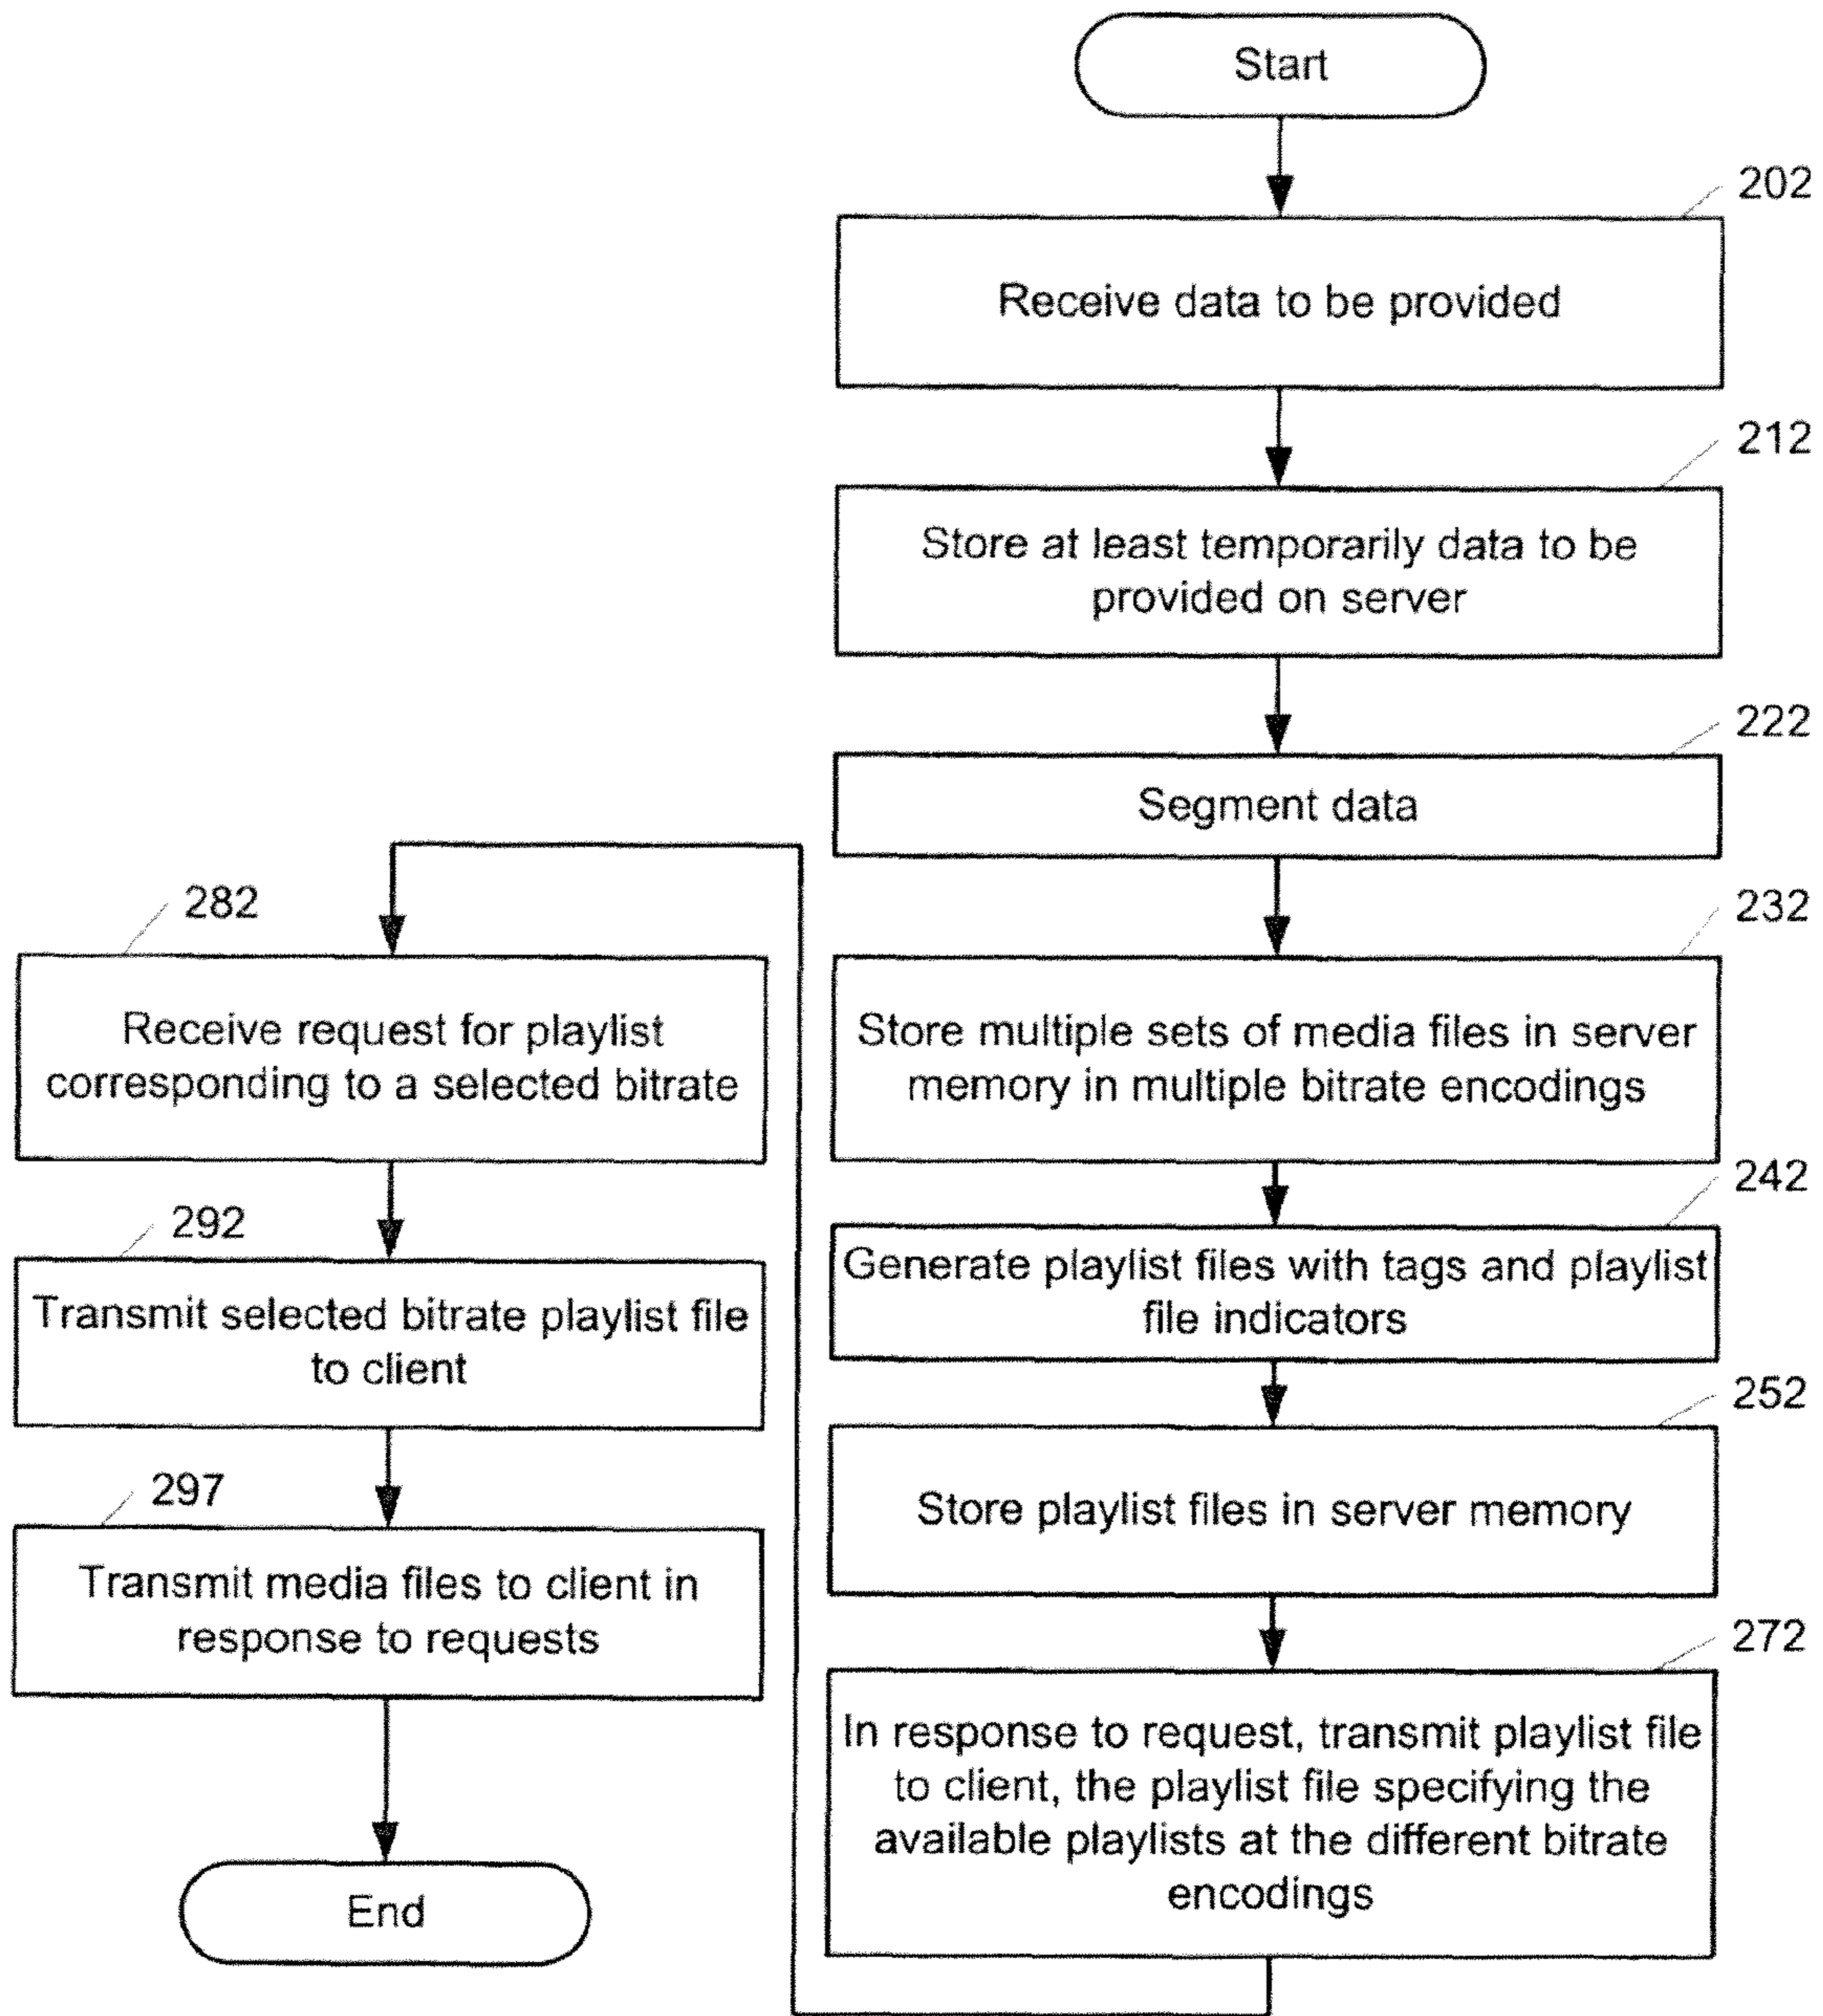 Start
202
Receive data to be provided
212
Store at least temporarily data to be
provided on server
222
Segment data
232
Store multiple sets of media files in server
memory in multiple bitrate encodings
242
Generate playlist files with tags and playlist
file indicators
252
Store playlist files in server memory
272
In response to request, transmit playlist file
to client, the playlist file specifying the
available playlists at the different bitrate
encodings
282
Receive request for playlist
corresponding to a selected bitrate
292
Transmit selected bitrate playlist file
to client
297
Transmit media files to client in
response to requests
End